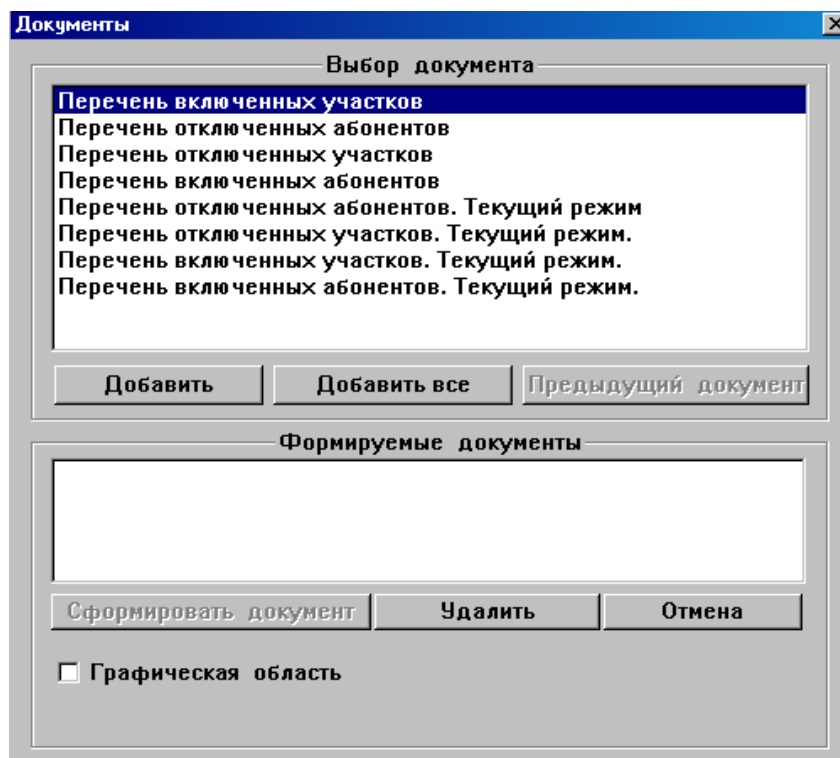 Документы
Выбор документа
Перечень включенных участков
Перечень отключенных абонентов
Перечень отключенных участков
Перечень включенных абонентов
Перечень отключенных абонентов. Текущий режим
Перечень отключенных участков. Текущий режим.
Перечень включенных участков. Текущий режим.
Перечень включенных абонентов. Текущий режим.
Добавить Добавить все Предыдущий документ
Формируемые документы
Сформировать документ Удалить Отмена
Графическая область